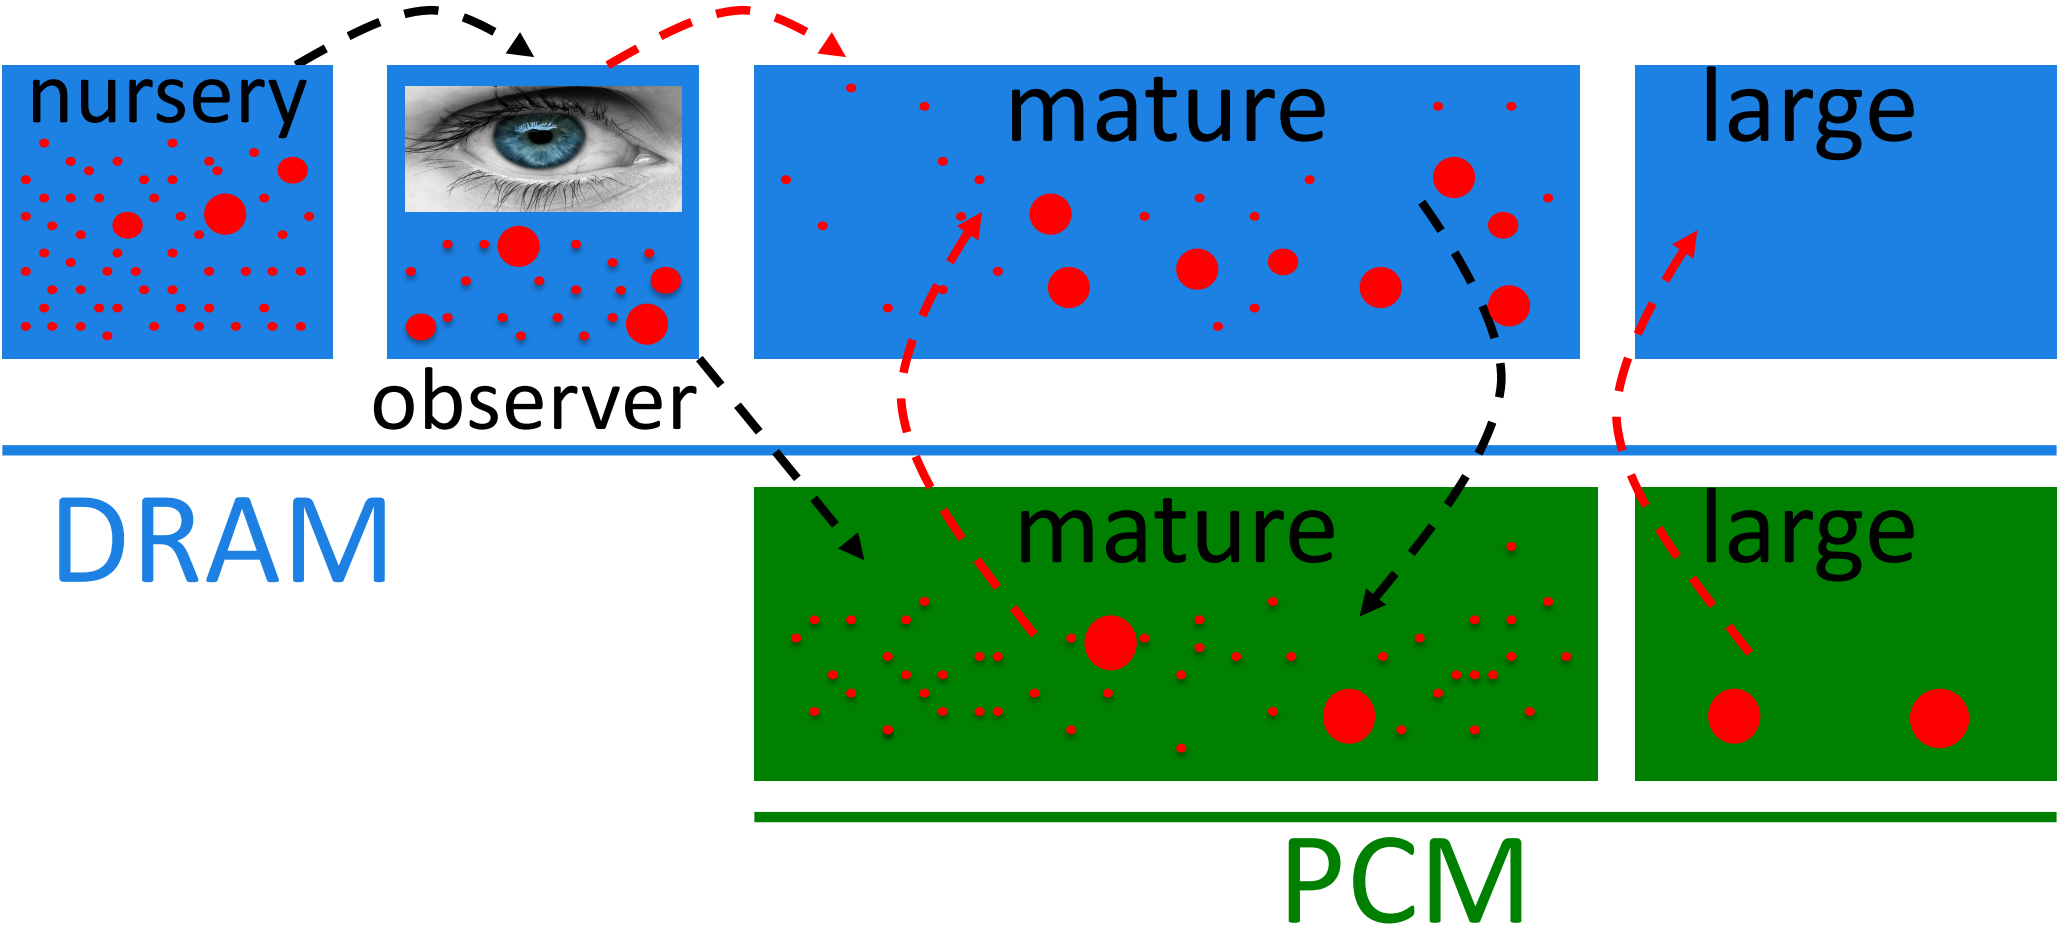 nursery
mature
large
observer
DRAM
mature
large
PCM